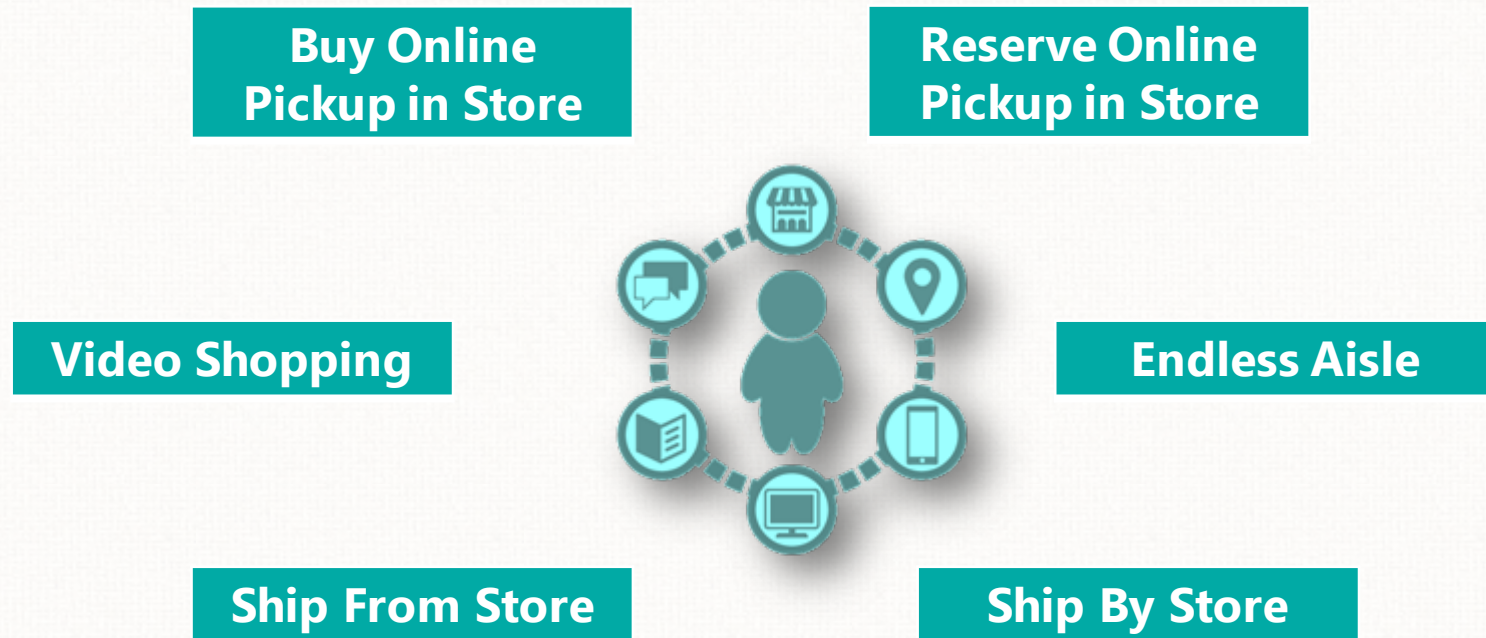 Buy Online
Pickup in Store
Reserve Online
Pickup in Store
Video Shopping
Endless Aisle
Ship From Store
Ship By Store